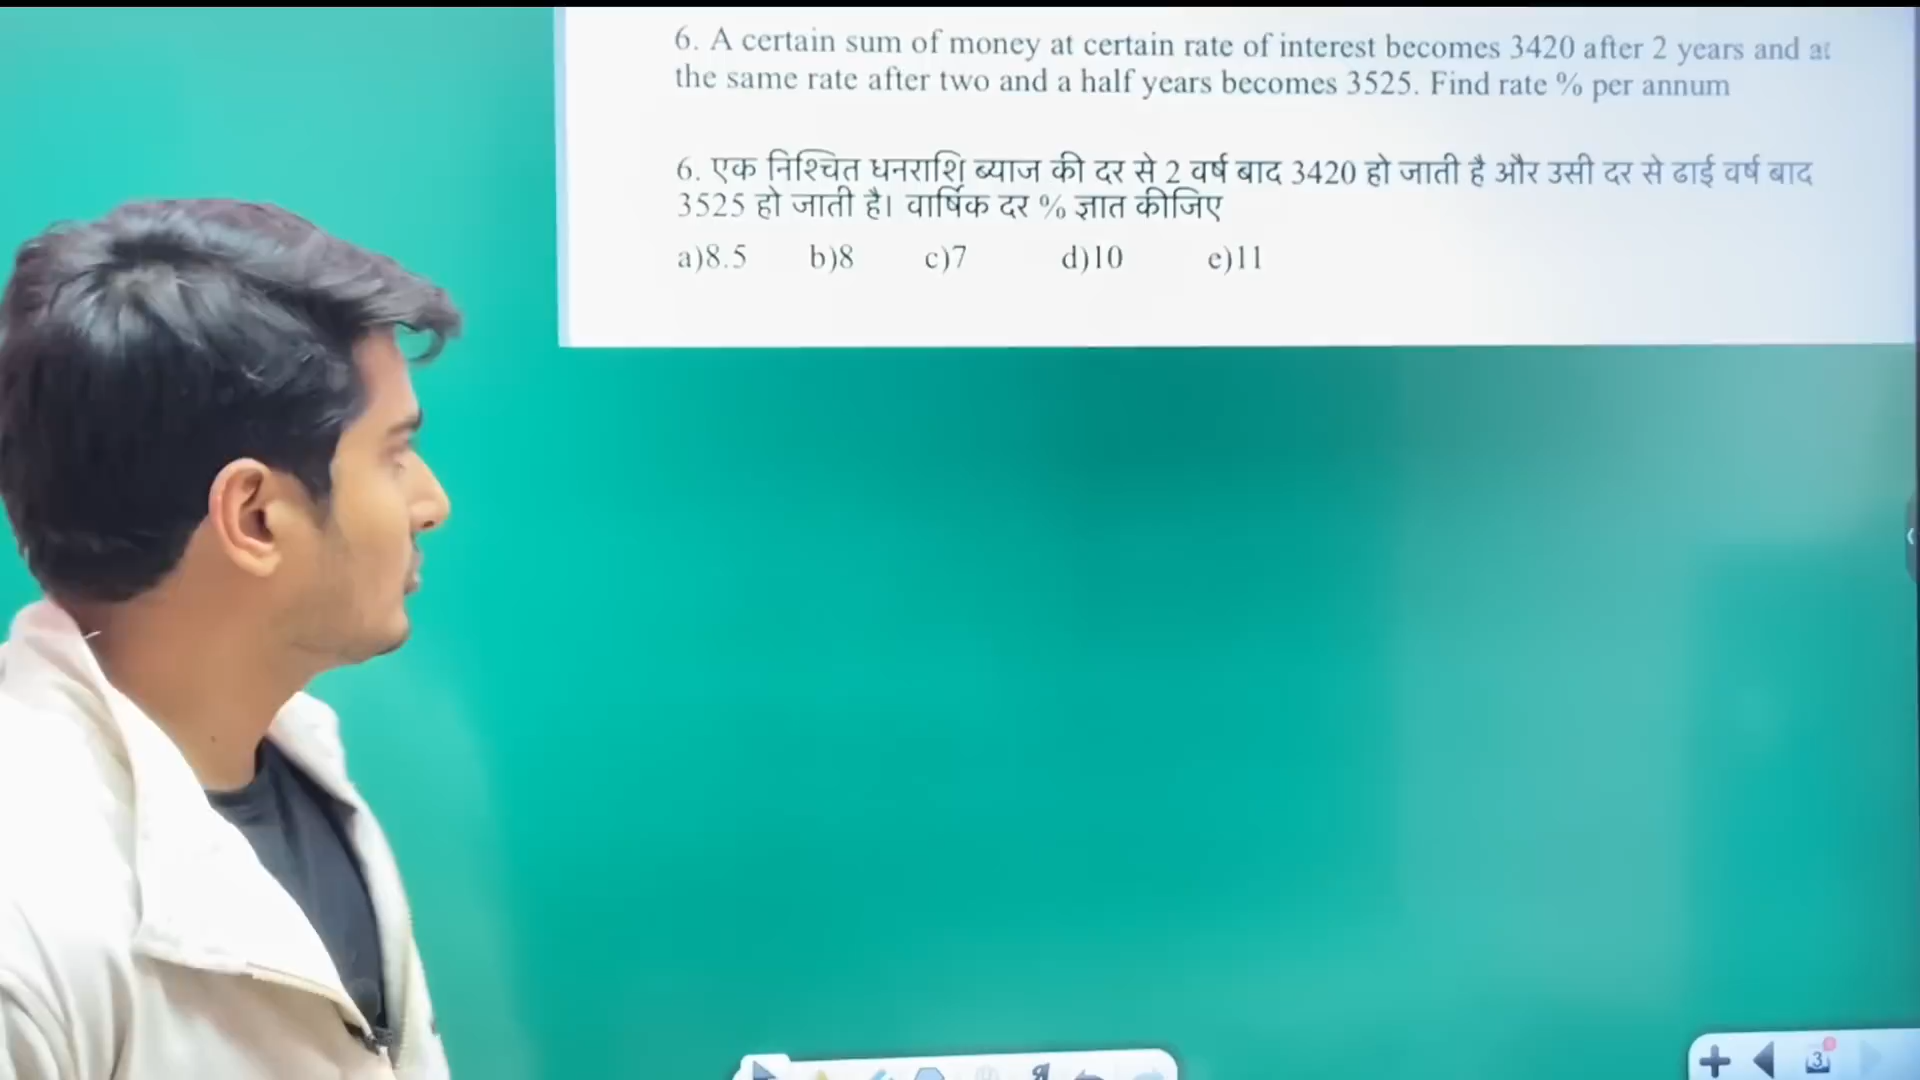 6. A certain sum of money at certain rate of interest becomes 3420 after 2 years and at
the same rate after two and a half years becomes 3525. Find rate % per annum
6. एक निश्चित धनराशि ब्याज की दर से 2 वर्ष बाद 3420 हो जाती है और उसी दर से ढाई वर्ष बाद
3525 हो जाती है। वार्षिक दर % ज्ञात कीजिए
a)8.5 b)8 c)7 d)10 e)11
3